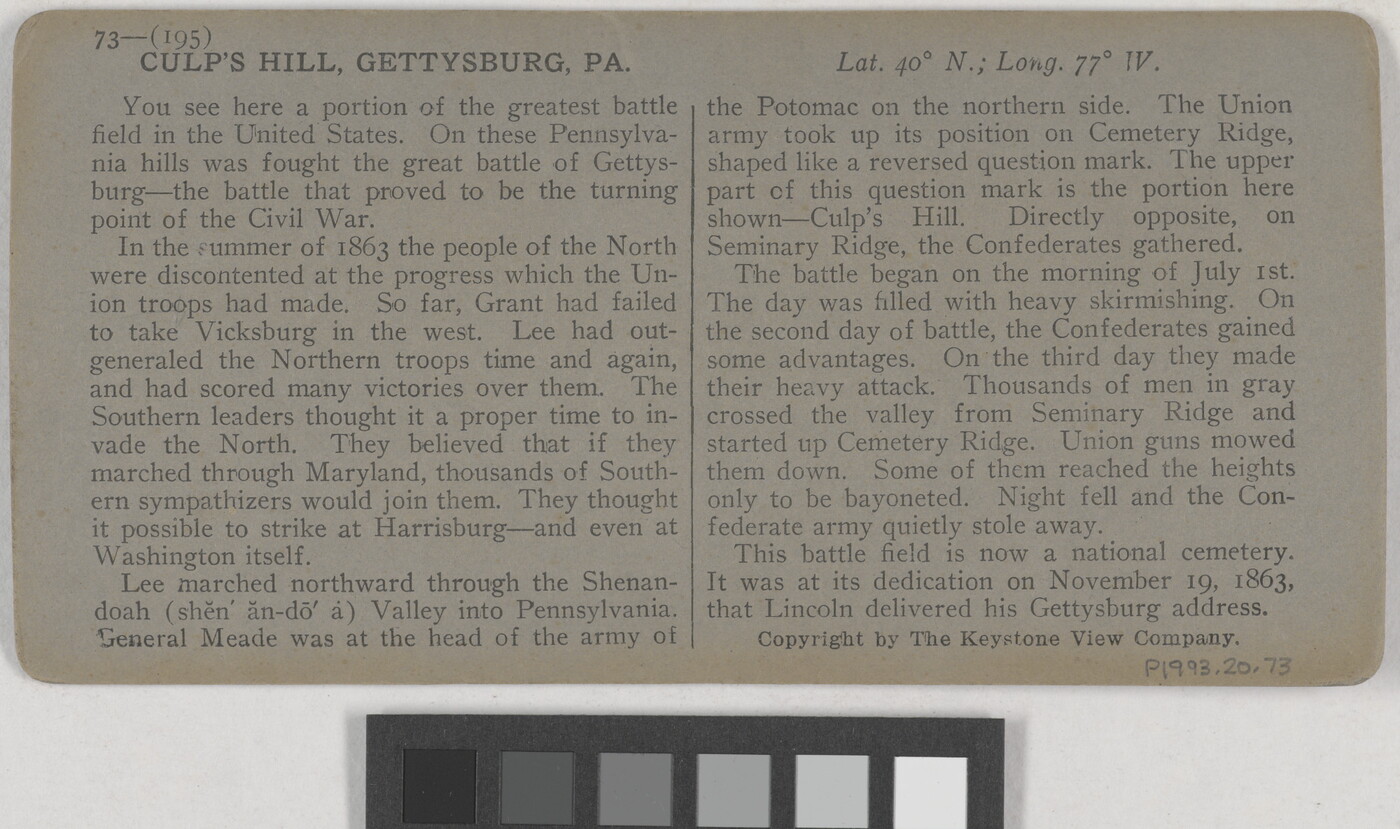 73—(195)
CULP'S HILL, GETTYSBURG, PA.
Lat. 40° N.; Long. 77° W.
You see here a portion of the greatest battle
field in the United States. On these Pennsylva-
nia hills was fought the great battle of Gettys-
burg—the battle that proved to be the turning
point of the Civil War.
In the summer of 1863 the people of the North
were discontented at the progress which the Un-
ion troops had made. So far, Grant had failed
to take Vicksburg in the west. Lee had out-
generaled the Northern troops time and again,
and had scored many victories over them. The
Southern leaders thought it a proper time to in-
vade the North. They believed that if they
marched through Maryland, thousands of South-
ern sympathizers would join them. They thought
it possible to strike at Harrisburg—and even at
Washington itself.
Lee marched northward through the Shenan-
doah (shĕn′ ăn-dō′ ȧ) Valley into Pennsylvania.
General Meade was at the head of the army of
the Potomac on the northern side. The Union
army took up its position on Cemetery Ridge,
shaped like a reversed question mark. The upper
part of this question mark is the portion here
shown—Culp's Hill. Directly opposite, on
Seminary Ridge, the Confederates gathered.
The battle began on the morning of July 1st.
The day was filled with heavy skirmishing. On
the second day of battle, the Confederates gained
some advantages. On the third day they made
their heavy attack. Thousands of men in gray
crossed the valley from Seminary Ridge and
started up Cemetery Ridge. Union guns mowed
them down. Some of them reached the heights
only to be bayoneted. Night fell and the Con-
federate army quietly stole away.
This battle field is now a national cemetery.
It was at its dedication on November 19, 1863,
that Lincoln delivered his Gettysburg address.
Copyright by The Keystone View Company.
P1993.20.73